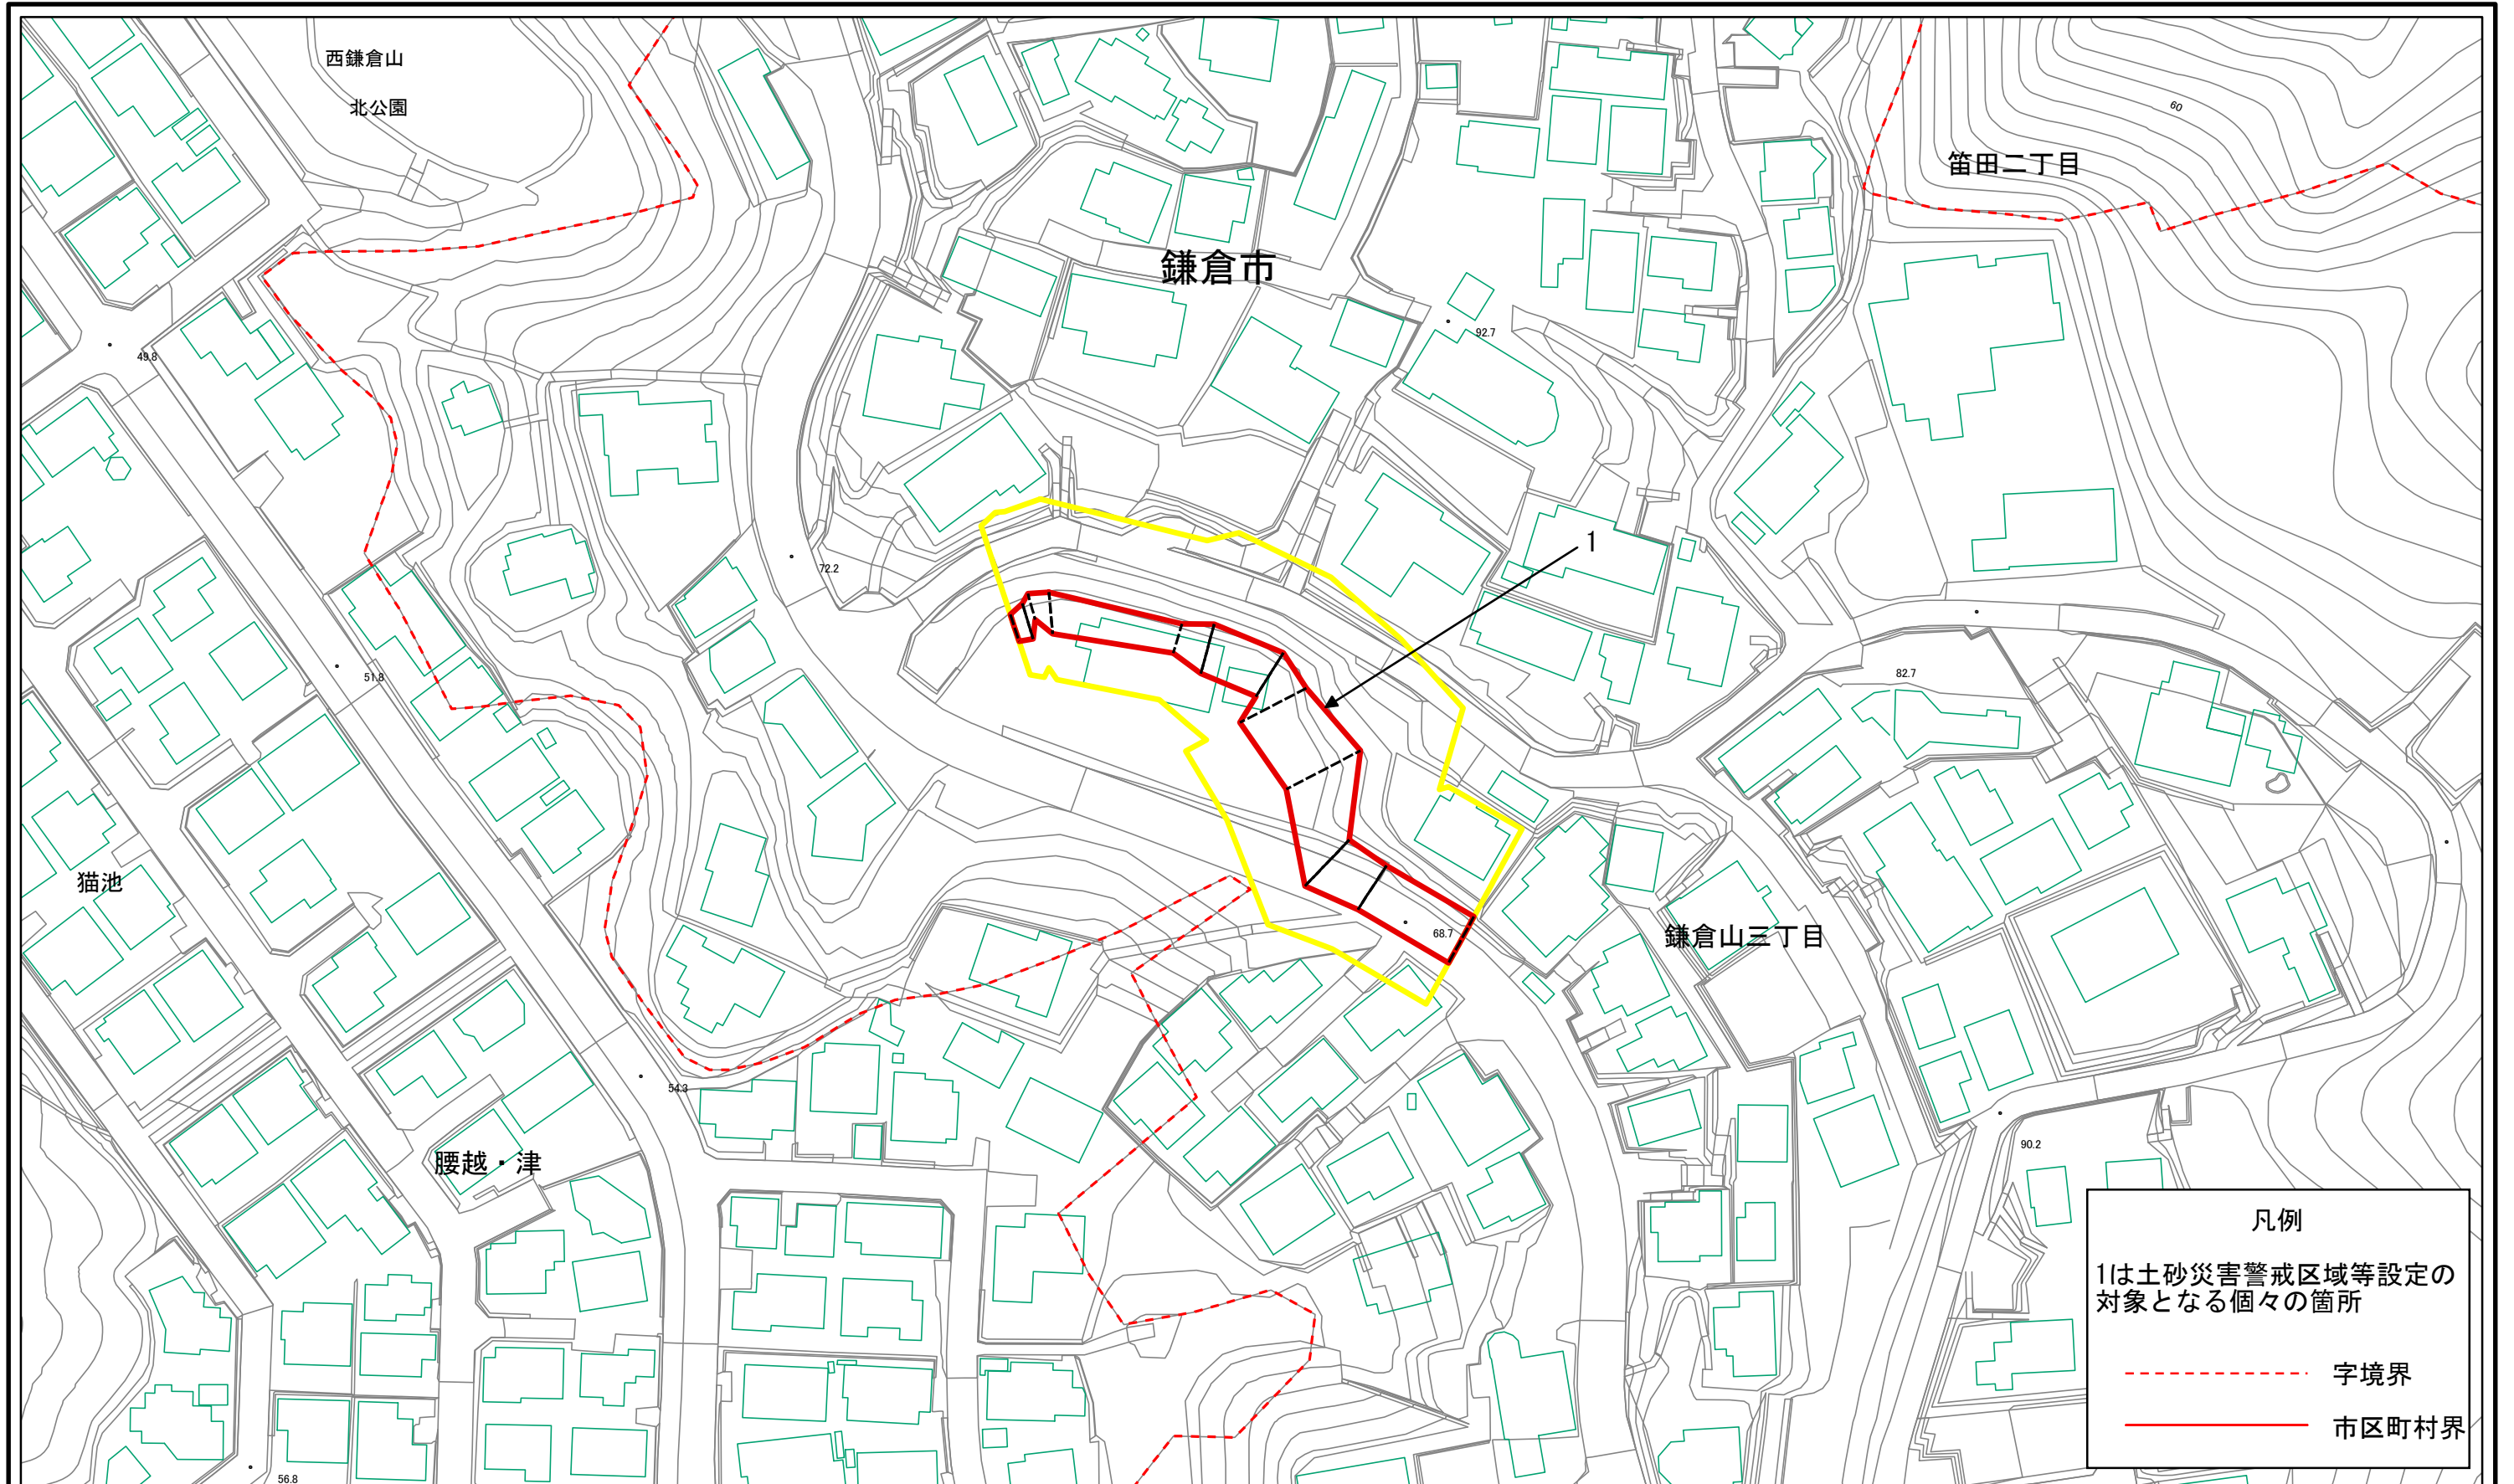 西鎌倉山
北公園
60
笛田二丁目
鎌倉市
92.7
49.8
1
72.2
51.8
82.7
猫池
68.7
鎌倉山三丁目
54.3
90.2
腰越・津
凡例
1は土砂災害警戒区域等設定の
対象となる個々の箇所
字境界
市区町村界
56.8